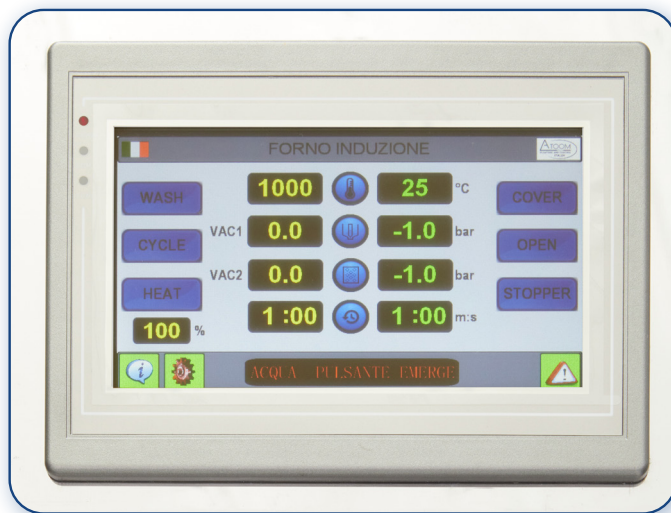 FORNO INDUZIONE
ATCOM
WASH
1000
25 °C
COVER
CYCLE
VAC1 0.0
-1.0 bar
OPEN
HEAT
VAC2 0.0
-1.0 bar
STOPPER
100 %
1:00
1:00 m:s
i
ACQUA PULSANTE EMERGE